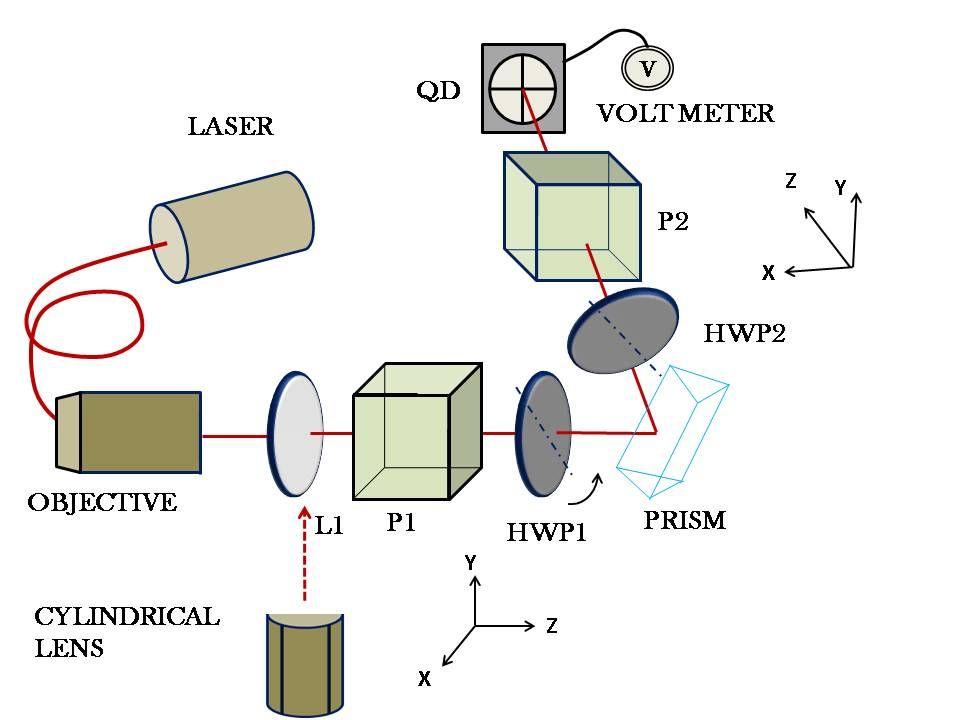 QD
V
VOLT METER
LASER
Z
Y
P2
X
HWP2
OBJECTIVE
L1
P1
HWP1
PRISM
Y
CYLINDRICAL
LENS
Z
X